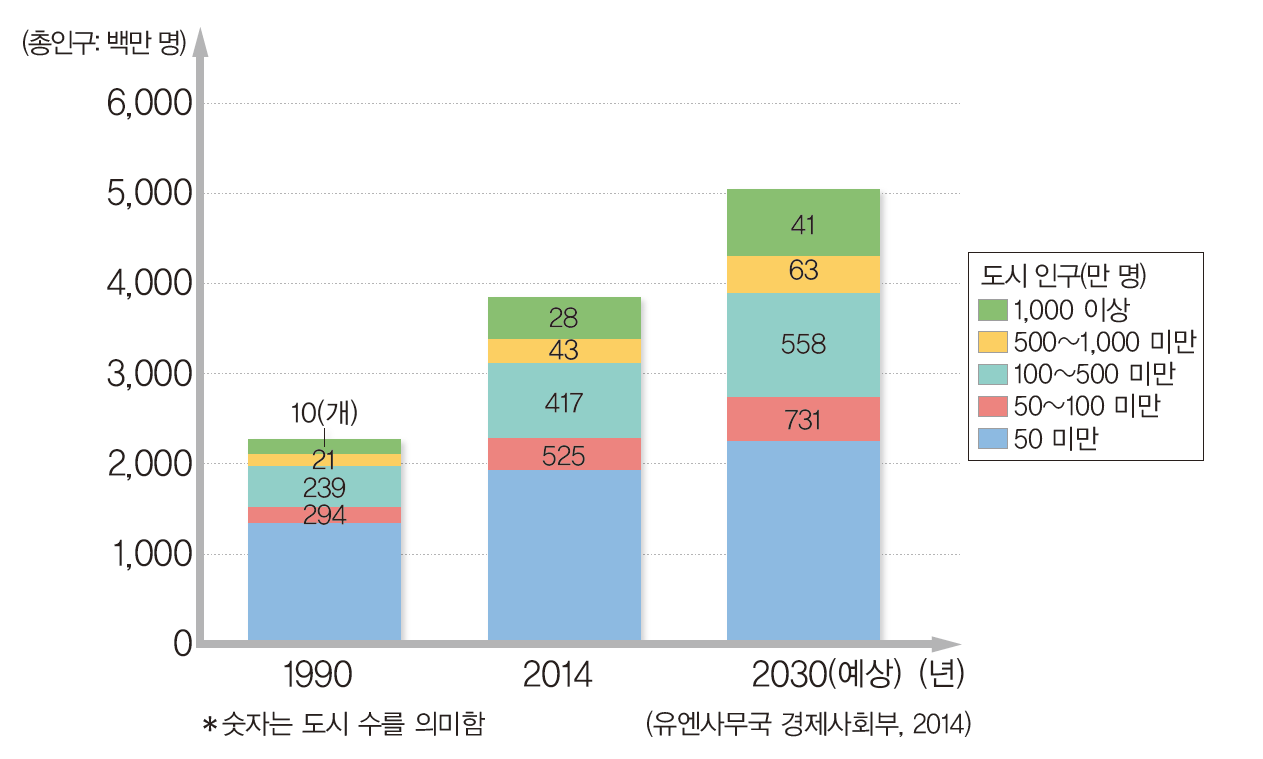 (총인구: 백만 명)
6,000
5,000
4,000
3,000
2,000
1,000
0
10(개)
21
239
294
28
43
417
525
41
63
558
731
1990
2014
2030(예상)
(년)
도시 인구(만 명)
1,000 이상
500~1,000 미만
100~500 미만
50~100 미만
50 미만
*숫자는 도시 수를 의미함
(유엔사무국 경제사회부, 2014)